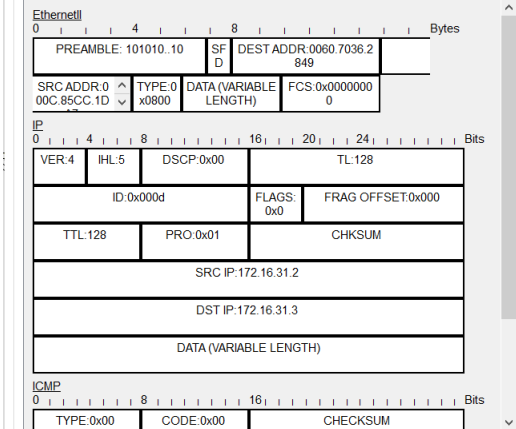 EthernetII
0 4 8 Bytes
PREAMBLE: 101010..10
SF
D
DEST ADDR:0060.7036.2
849
SRC ADDR:0
00C.85CC.1D
TYPE:0
x0800
DATA (VARIABLE
LENGTH)
FCS:0x0000000
0
IP
0 4 8 16 20 24 Bits
VER:4 IHL:5 DSCP:0x00 TL:128
ID:0x000d
FLAGS:
0x0
FRAG OFFSET:0x000
TTL:128 PRO:0x01 CHKSUM
SRC IP:172.16.31.2
DST IP:172.16.31.3
DATA (VARIABLE LENGTH)
ICMP
0 8 16 Bits
TYPE:0x00 CODE:0x00 CHECKSUM